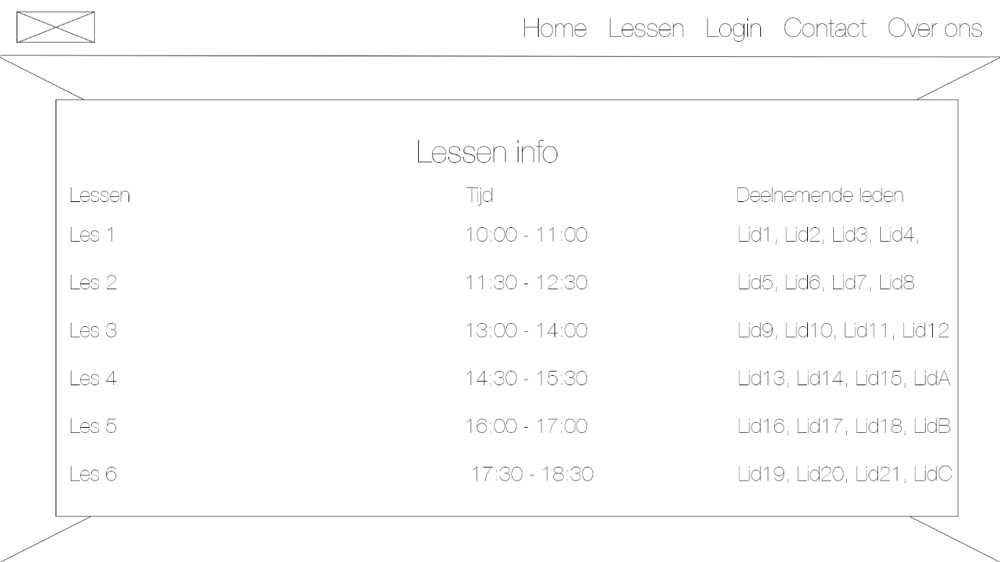 Home Lessen Login Contact Over ons
Lessen info
Lessen Tijd Deelnemende leden
Les 1 10:00 - 11:00 Lid1, Lid2, Lid3, Lid4,
Les 2 11:30 - 12:30 Lid5, Lid6, Lid7, Lid8
Les 3 13:00 - 14:00 Lid9, Lid10, Lid11, Lid12
Les 4 14:30 - 15:30 Lid13, Lid14, Lid15, LidA
Les 5 16:00 - 17:00 Lid16, Lid17, Lid18, LidB
Les 6 17:30 - 18:30 Lid19, Lid20, Lid21, LidC